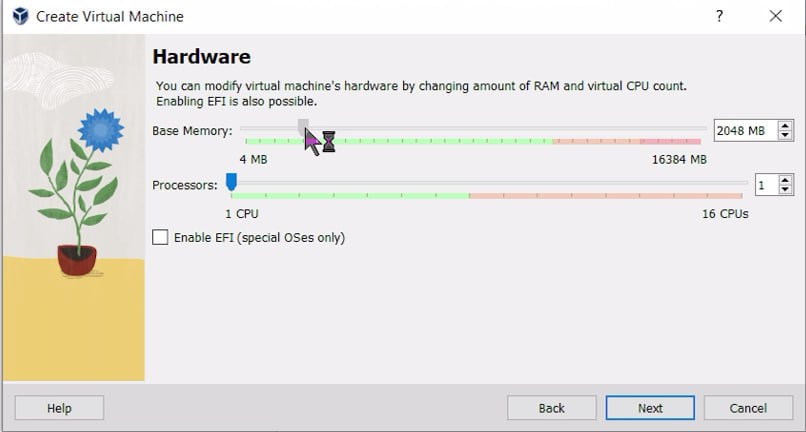 Create Virtual Machine
?
Hardware
You can modify virtual machine's hardware by changing amount of RAM and virtual CPU count.
Enabling EFI is also possible.
Base Memory:
2048 MB
4 MB
16384 MB
Processors:
1
1 CPU
16 CPUs
Enable EFI (special OSes only)
Help
Back
Next
Cancel